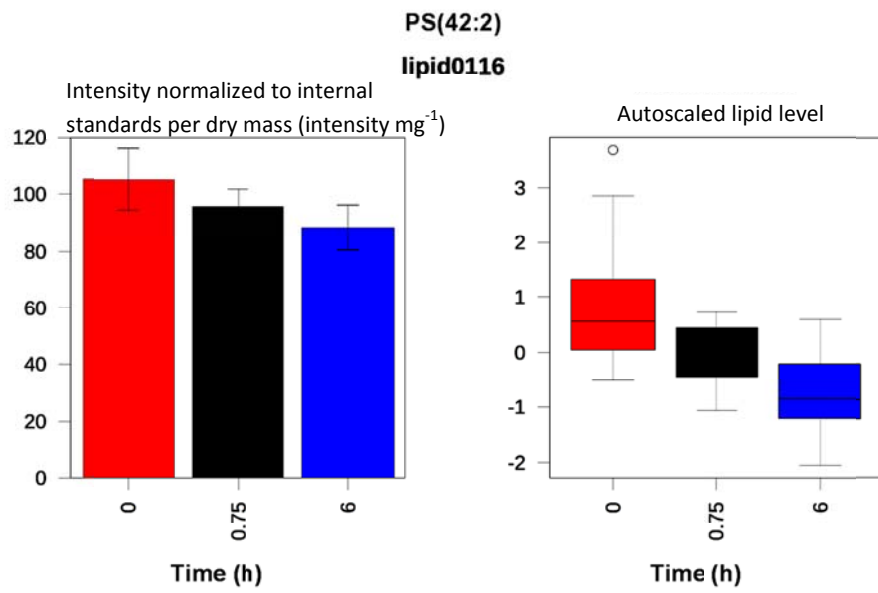 PS(42:2)
lipid0116
Intensity normalized to internal
standards per dry mass (intensity mg⁻¹)
120
100
80
60
40
20
0
0
0.75
6
Time (h)
Autoscaled lipid level
3
2
1
0
-1
-2
0
0.75
6
Time (h)